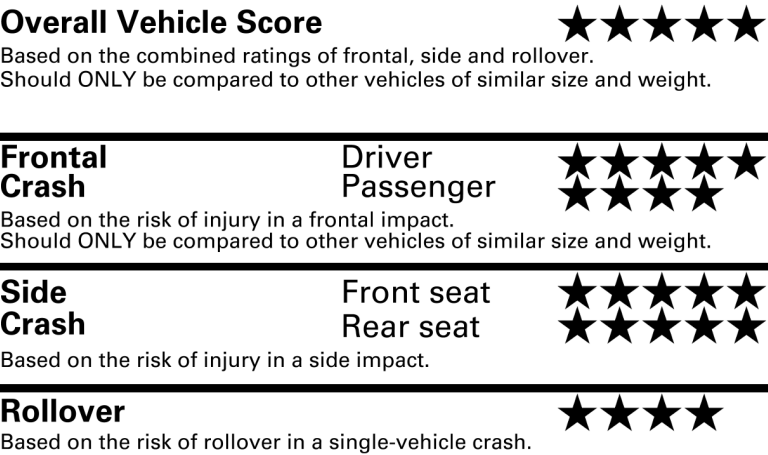 Overall Vehicle Score ★★★★★
Based on the combined ratings of frontal, side and rollover.
Should ONLY be compared to other vehicles of similar size and weight.
Frontal Driver ★★★★★
Crash Passenger ★★★★
Based on the risk of injury in a frontal impact.
Should ONLY be compared to other vehicles of similar size and weight.
Side Front seat ★★★★★
Crash Rear seat ★★★★★
Based on the risk of injury in a side impact.
Rollover ★★★★
Based on the risk of rollover in a single-vehicle crash.